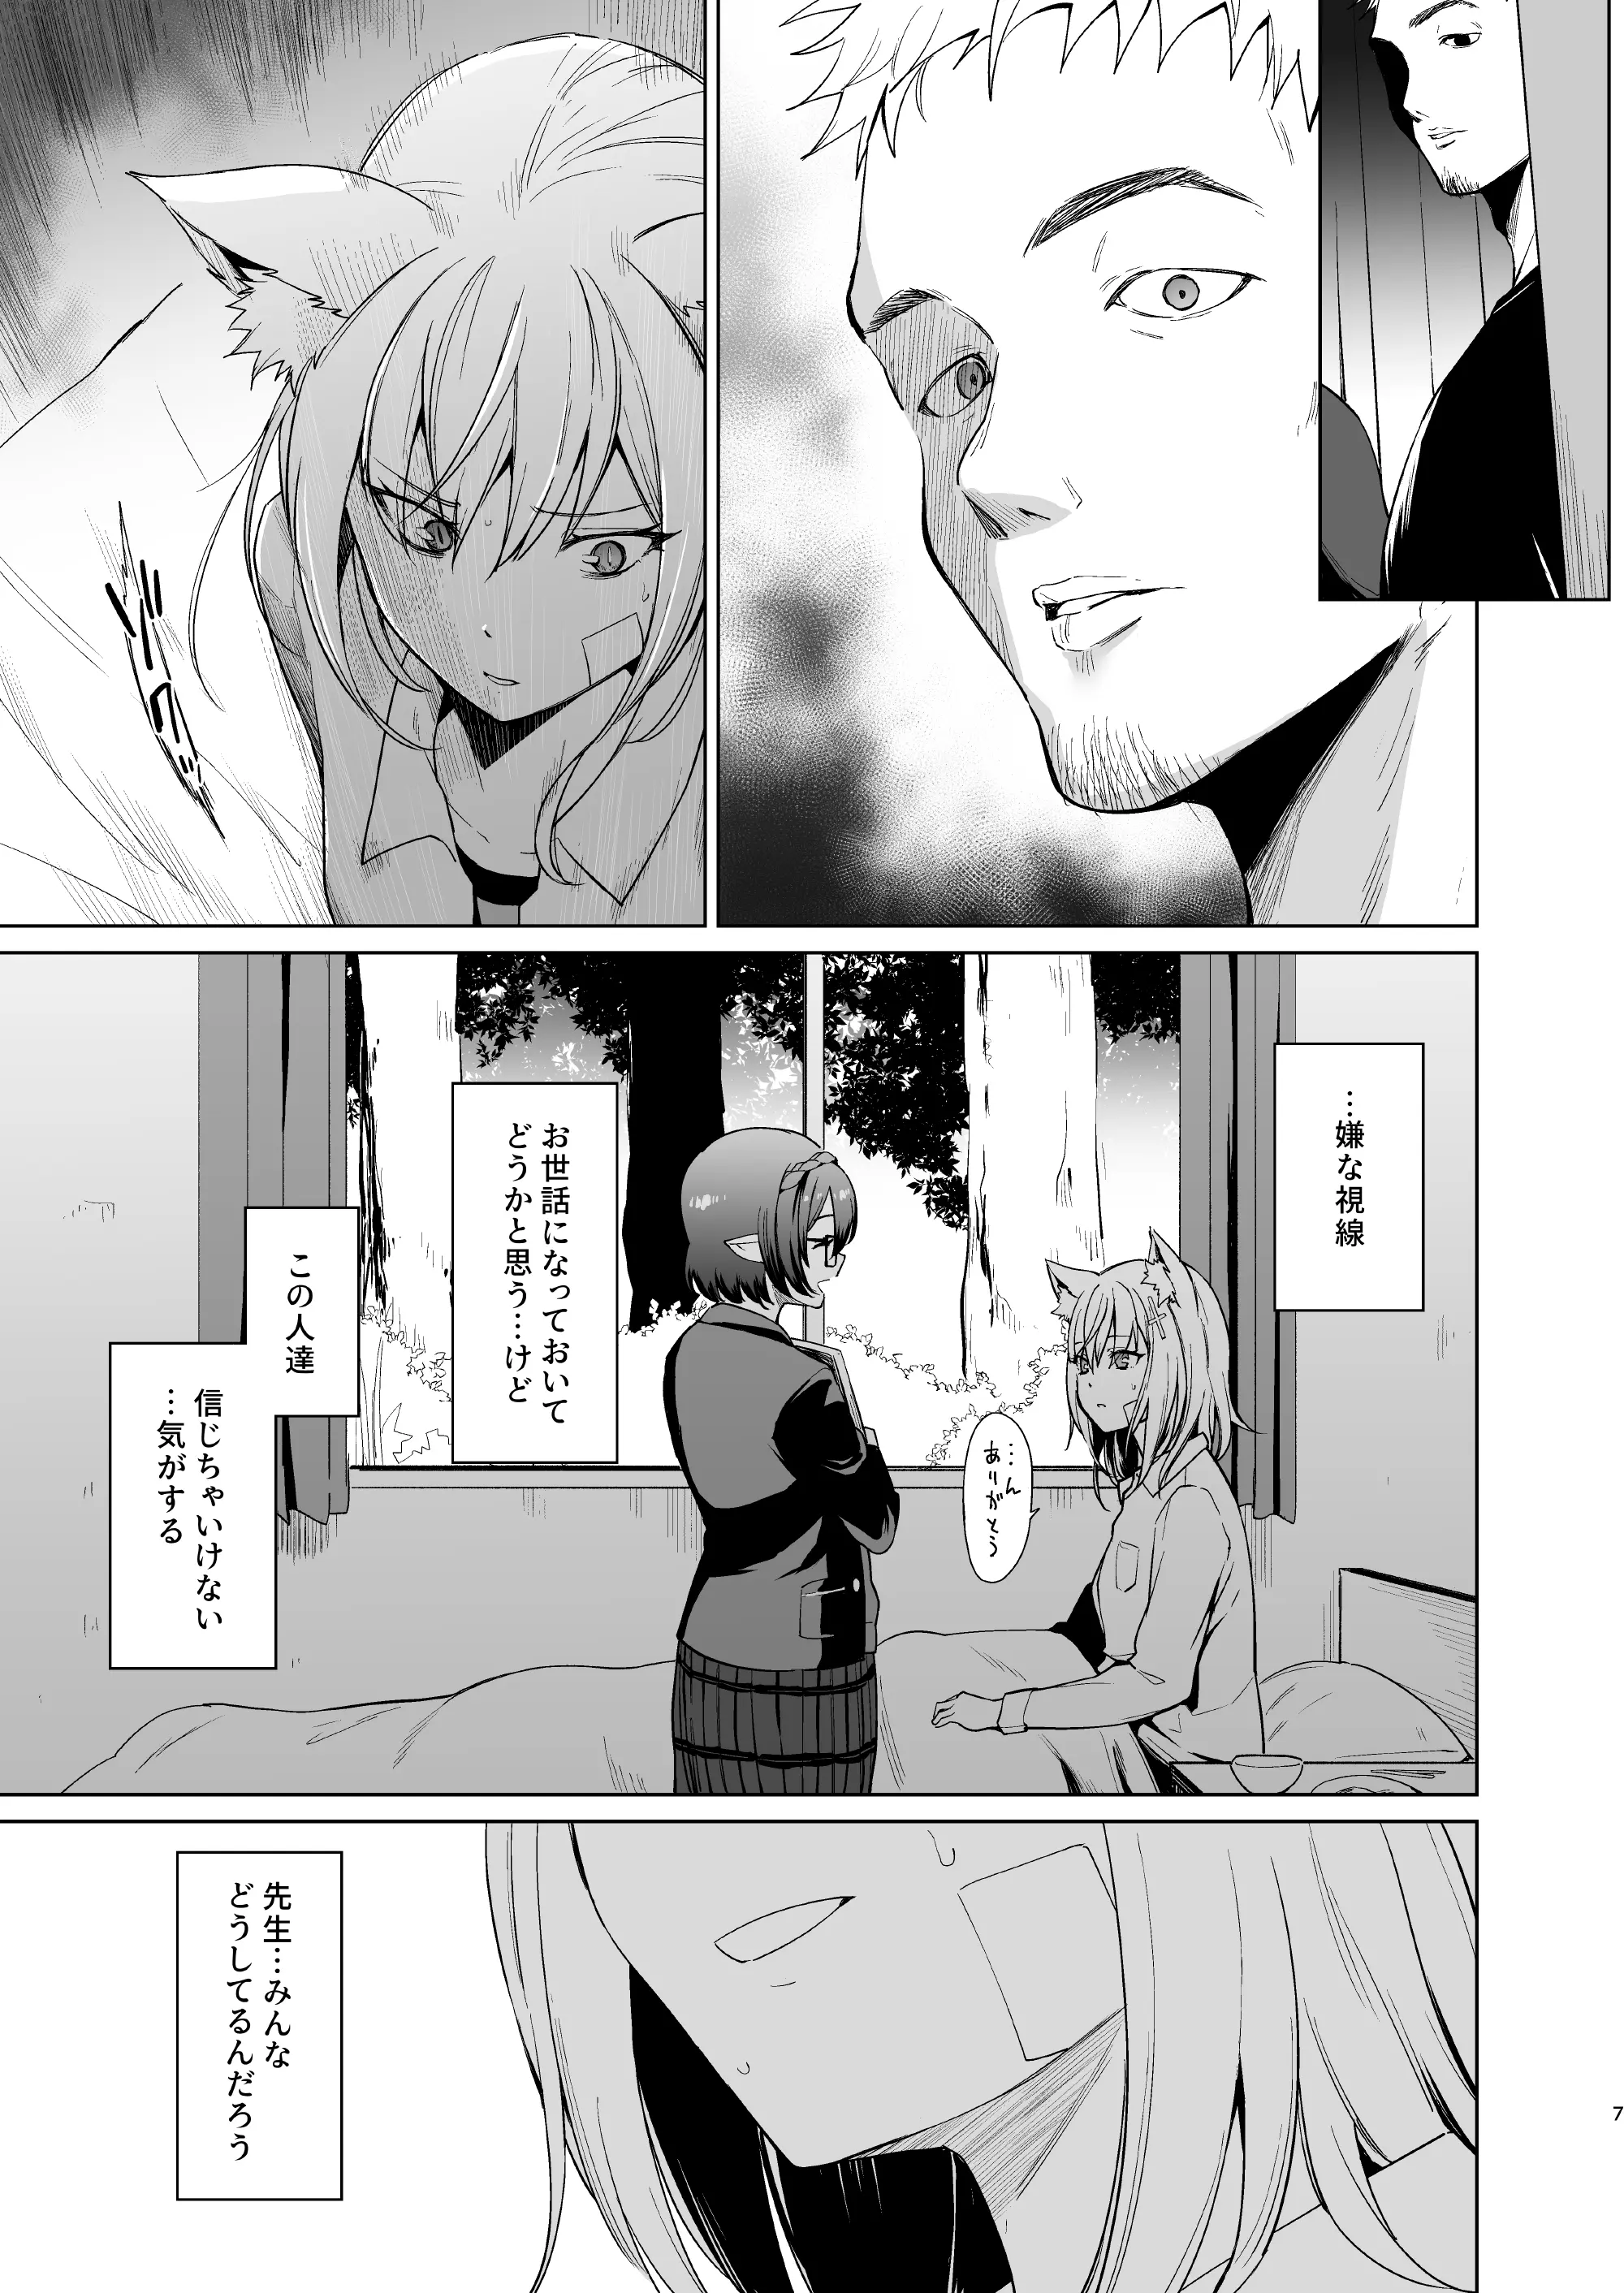 ドクン
…嫌な視線
…ん
ありがとう
お世話になっておいて
どうかと思う…けど
この人達
信じちゃいけない
…気がする
先生…みんな
どうしてるんだろう
7